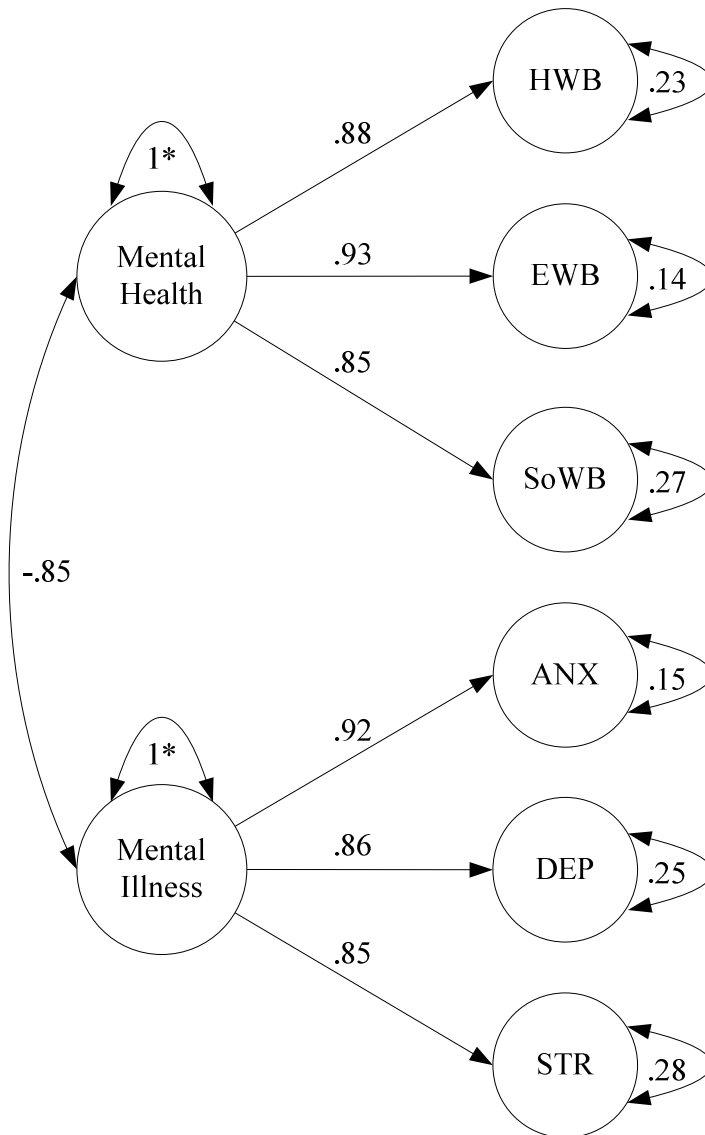 HWB
.23
.88
1*
Mental
Health
.93
EWB
.14
.85
SoWB
.27
-.85
ANX
.15
.92
1*
Mental
Illness
.86
DEP
.25
.85
STR
.28